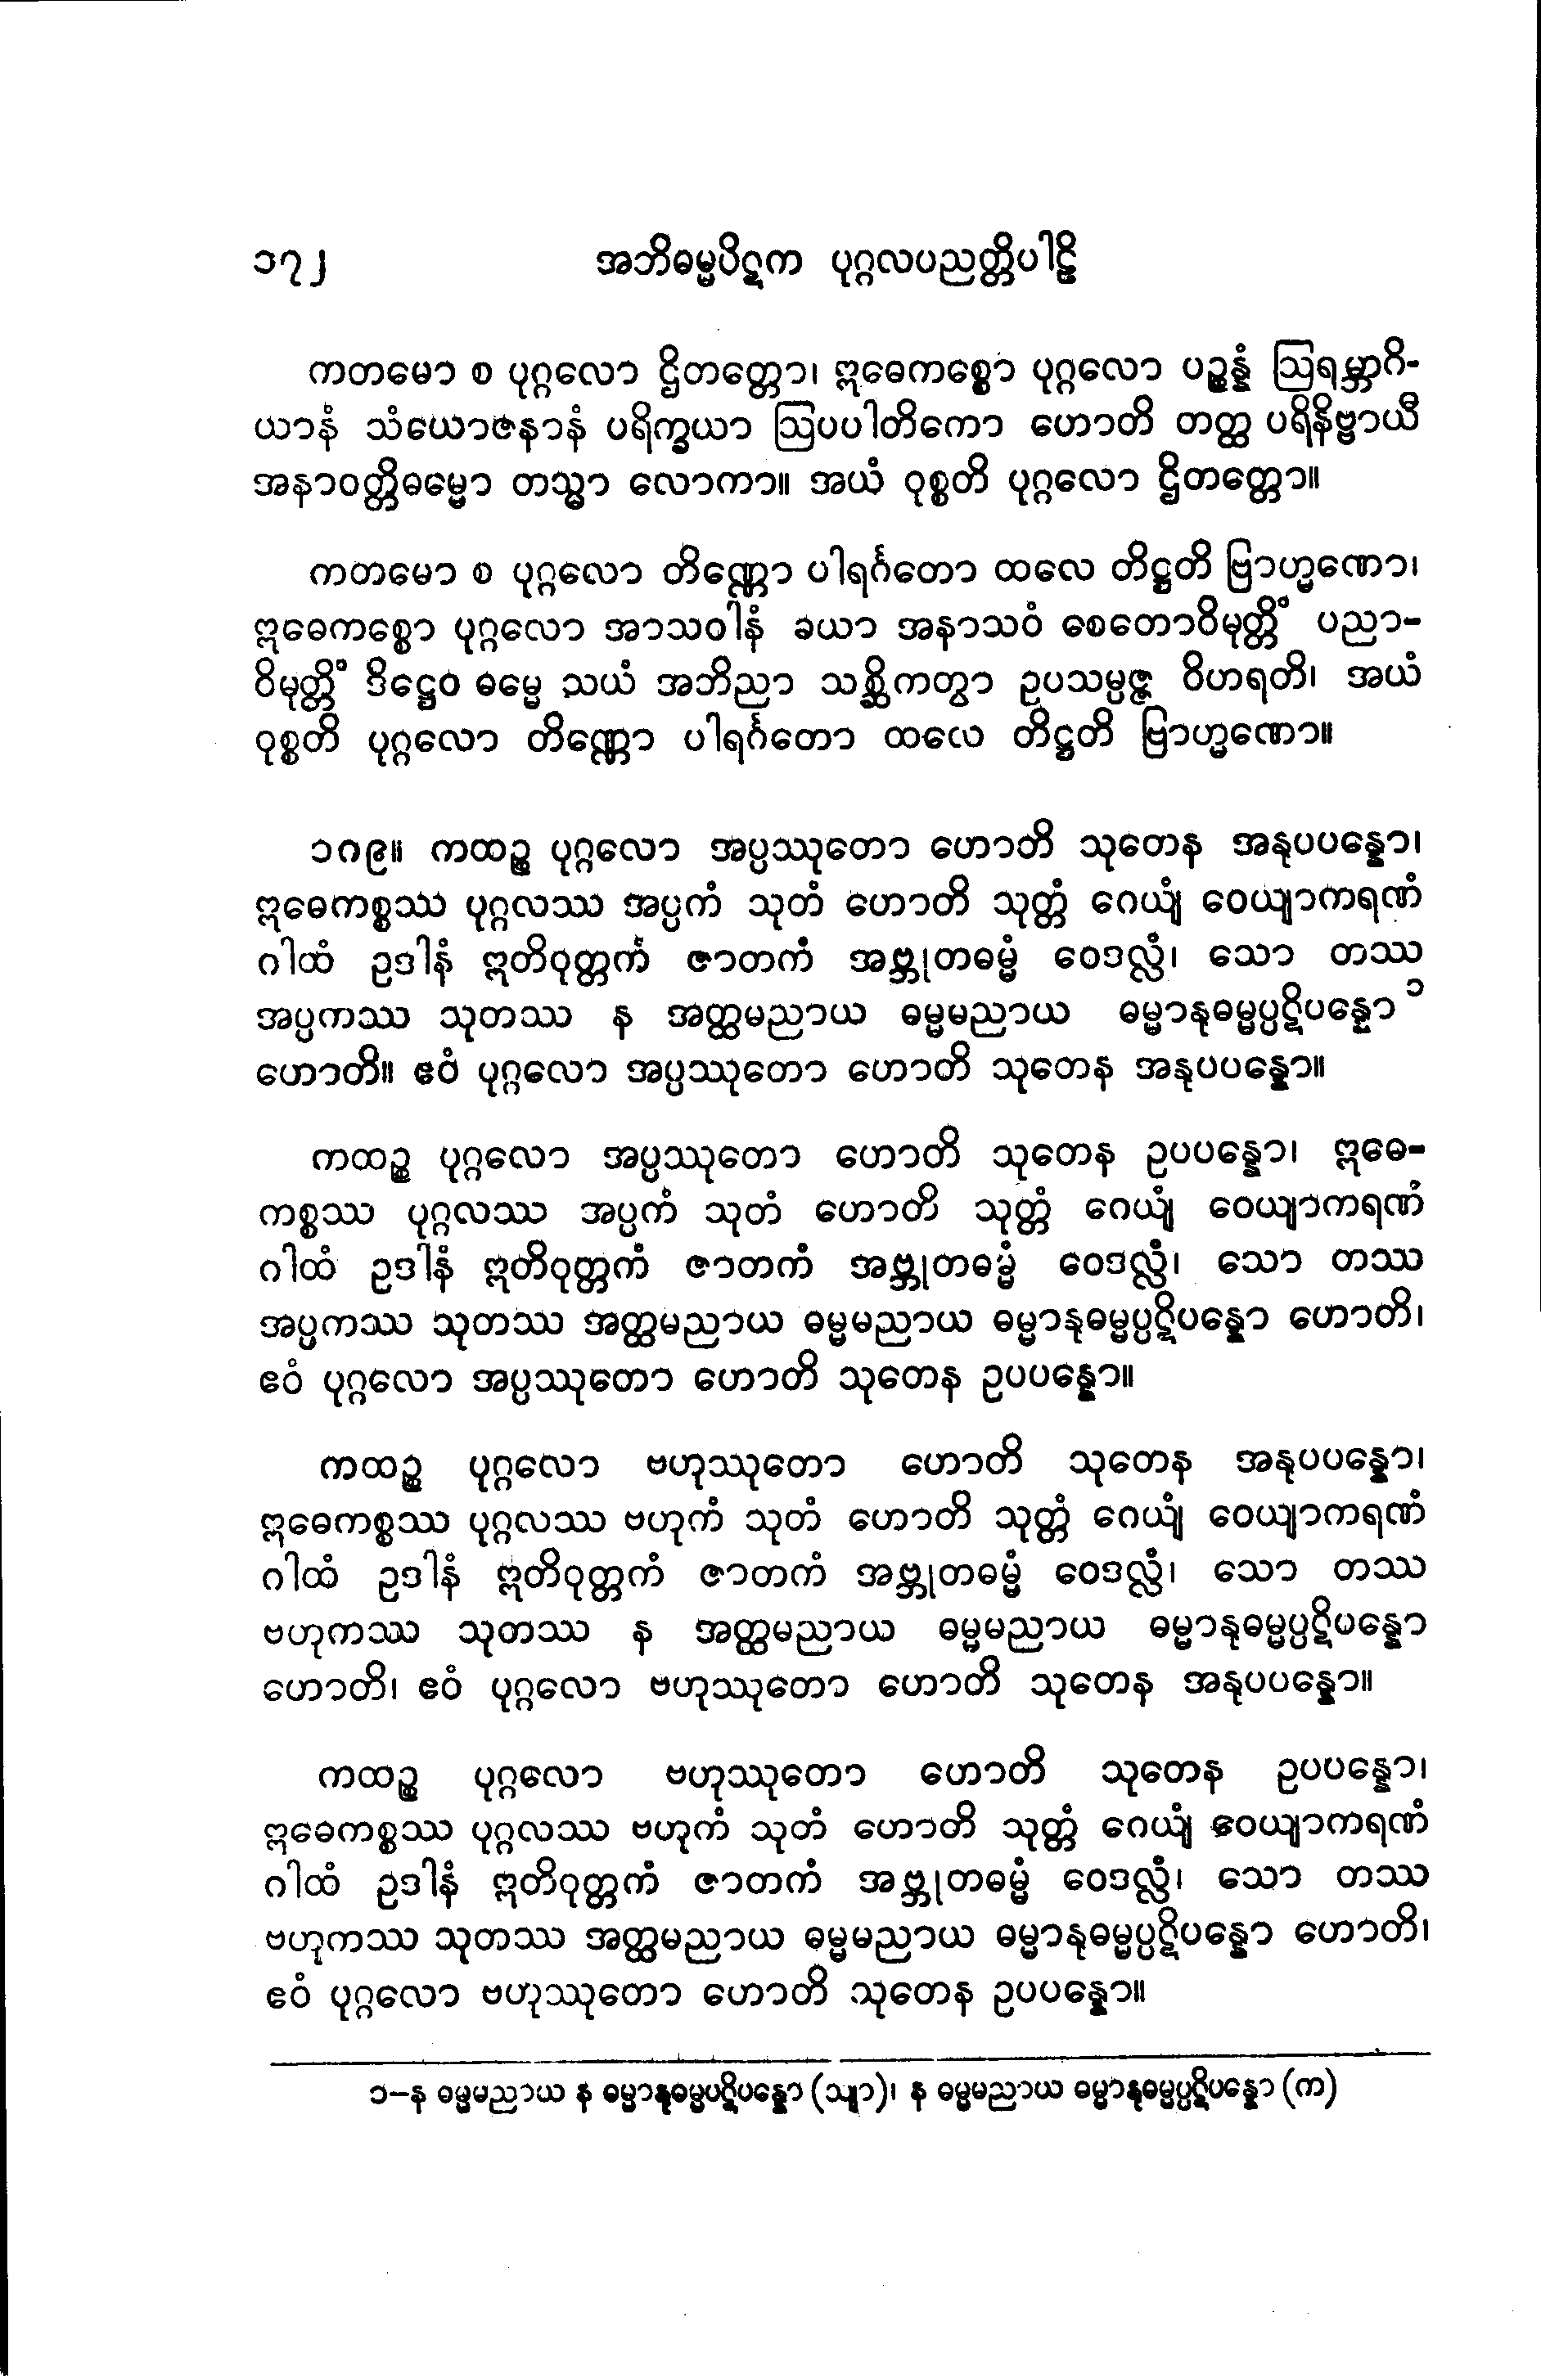 ၁၇၂ အဘိဓမ္မပိဋက ပုဂ္ဂလပညတ္တိပါဠိ
ကတမော စ ပုဂ္ဂလော ဌိတတ္တော၊ ဣဓေကစ္စော ပုဂ္ဂလော ပဉ္စန္နံ ဩရမ္ဘာဂိ-
ယာနံ သံယောဇနာနံ ပရိက္ခယာ ဩပပါတိကော ဟောတိ တတ္ထ ပရိနိဗ္ဗာယီ
အနာဝတ္တိဓမ္မော တသ္မာ လောကာ။ အယံ ဝုစ္စတိ ပုဂ္ဂလော ဌိတတ္တော။
ကတမော စ ပုဂ္ဂလော တိဏ္ဏော ပါရင်္ဂတော ထလေ တိဋ္ဌတိ ဗြာဟ္မဏော၊
ဣဓေကစ္စော ပုဂ္ဂလော အာသဝါနံ ခယာ အနာသဝံ စေတောဝိမုတ္တိံ ပညာ-
ဝိမုတ္တိံ ဒိဋ္ဌေဝ ဓမ္မေ သယံ အဘိညာ သစ္ဆိကတွာ ဥပသမ္ပဇ္ဇ ဝိဟရတိ၊ အယံ
ဝုစ္စတိ ပုဂ္ဂလော တိဏ္ဏော ပါရင်္ဂတော ထလေ တိဋ္ဌတိ ဗြာဟ္မဏော။
၁၈၉။ ကထဉ္စ ပုဂ္ဂလော အပ္ပဿုတော ဟောတိ သုတေန အနုပပန္နော၊
ဣဓေကစ္စဿ ပုဂ္ဂလဿ အပ္ပကံ သုတံ ဟောတိ သုတ္တံ ဂေယျံ ဝေယျာကရဏံ
ဂါထံ ဥဒါနံ ဣတိဝုတ္တကံ ဇာတကံ အဗ္ဘုတဓမ္မံ ဝေဒလ္လံ၊ သော တဿ
အပ္ပကဿ သုတဿ န အတ္ထမညာယ ဓမ္မမညာယ ဓမ္မာနုဓမ္မပ္ပဋိပန္နော ၁
ဟောတိ။ ဧဝံ ပုဂ္ဂလော အပ္ပဿုတော ဟောတိ သုတေန အနုပပန္နော။
ကထဉ္စ ပုဂ္ဂလော အပ္ပဿုတော ဟောတိ သုတေန ဥပပန္နော၊ ဣဓေ-
ကစ္စဿ ပုဂ္ဂလဿ အပ္ပကံ သုတံ ဟောတိ သုတ္တံ ဂေယျံ ဝေယျာကရဏံ
ဂါထံ ဥဒါနံ ဣတိဝုတ္တကံ ဇာတကံ အဗ္ဘုတဓမ္မံ ဝေဒလ္လံ၊ သော တဿ
အပ္ပကဿ သုတဿ အတ္ထမညာယ ဓမ္မမညာယ ဓမ္မာနုဓမ္မပ္ပဋိပန္နော ဟောတိ၊
ဧဝံ ပုဂ္ဂလော အပ္ပဿုတော ဟောတိ သုတေန ဥပပန္နော။
ကထဉ္စ ပုဂ္ဂလော ဗဟုဿုတော ဟောတိ သုတေန အနုပပန္နော၊
ဣဓေကစ္စဿ ပုဂ္ဂလဿ ဗဟုကံ သုတံ ဟောတိ သုတ္တံ ဂေယျံ ဝေယျာကရဏံ
ဂါထံ ဥဒါနံ ဣတိဝုတ္တကံ ဇာတကံ အဗ္ဘုတဓမ္မံ ဝေဒလ္လံ၊ သော တဿ
ဗဟုကဿ သုတဿ န အတ္ထမညာယ ဓမ္မမညာယ ဓမ္မာနုဓမ္မပ္ပဋိပန္နော
ဟောတိ၊ ဧဝံ ပုဂ္ဂလော ဗဟုဿုတော ဟောတိ သုတေန အနုပပန္နော။
ကထဉ္စ ပုဂ္ဂလော ဗဟုဿုတော ဟောတိ သုတေန ဥပပန္နော၊
ဣဓေကစ္စဿ ပုဂ္ဂလဿ ဗဟုကံ သုတံ ဟောတိ သုတ္တံ ဂေယျံ ဝေယျာကရဏံ
ဂါထံ ဥဒါနံ ဣတိဝုတ္တကံ ဇာတကံ အဗ္ဘုတဓမ္မံ ဝေဒလ္လံ၊ သော တဿ
ဗဟုကဿ သုတဿ အတ္ထမညာယ ဓမ္မမညာယ ဓမ္မာနုဓမ္မပ္ပဋိပန္နော ဟောတိ၊
ဧဝံ ပုဂ္ဂလော ဗဟုဿုတော ဟောတိ သုတေန ဥပပန္နော။
၁-န ဓမ္မမညာယ န ဓမ္မာနုဓမ္မပဋိပန္နော (သျာ)၊ န ဓမ္မမညာယ ဓမ္မာနုဓမ္မပ္ပဋိပန္နော (က)